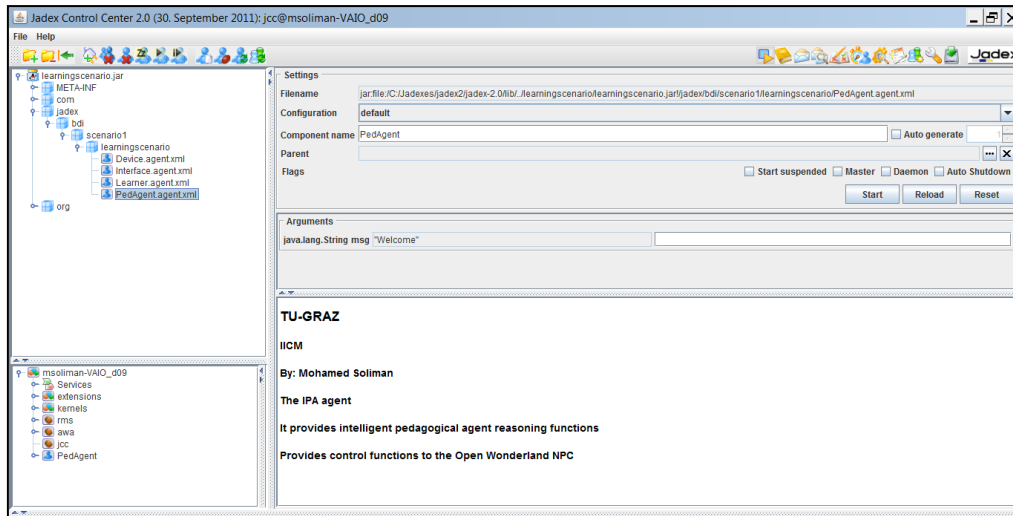 Jadex Control Center 2.0 (30. September 2011): jcc@msoliman-VAIO_d09
File Help
Jadex
learningscenario.jar
META-INF
com
jadex
bdi
scenario1
learningscenario
Device.agent.xml
Interface.agent.xml
Learner.agent.xml
PedAgent.agent.xml
org
Settings
Filename jar:file:/C:/Jadexes/jadex2/jadex-2.0/lib/../learningscenario/learningscenario.jar!/jadex/bdi/scenario1/learningscenario/PedAgent.agent.xml
Configuration default
Component name PedAgent Auto generate 1
Parent ...
Flags Start suspended Master Daemon Auto Shutdown
Start Reload Reset
Arguments
java.lang.String msg "Welcome"
TU-GRAZ
IICM
By: Mohamed Soliman
The IPA agent
It provides intelligent pedagogical agent reasoning functions
Provides control functions to the Open Wonderland NPC
msoliman-VAIO_d09
Services
extensions
kernels
rms
awa
jcc
PedAgent